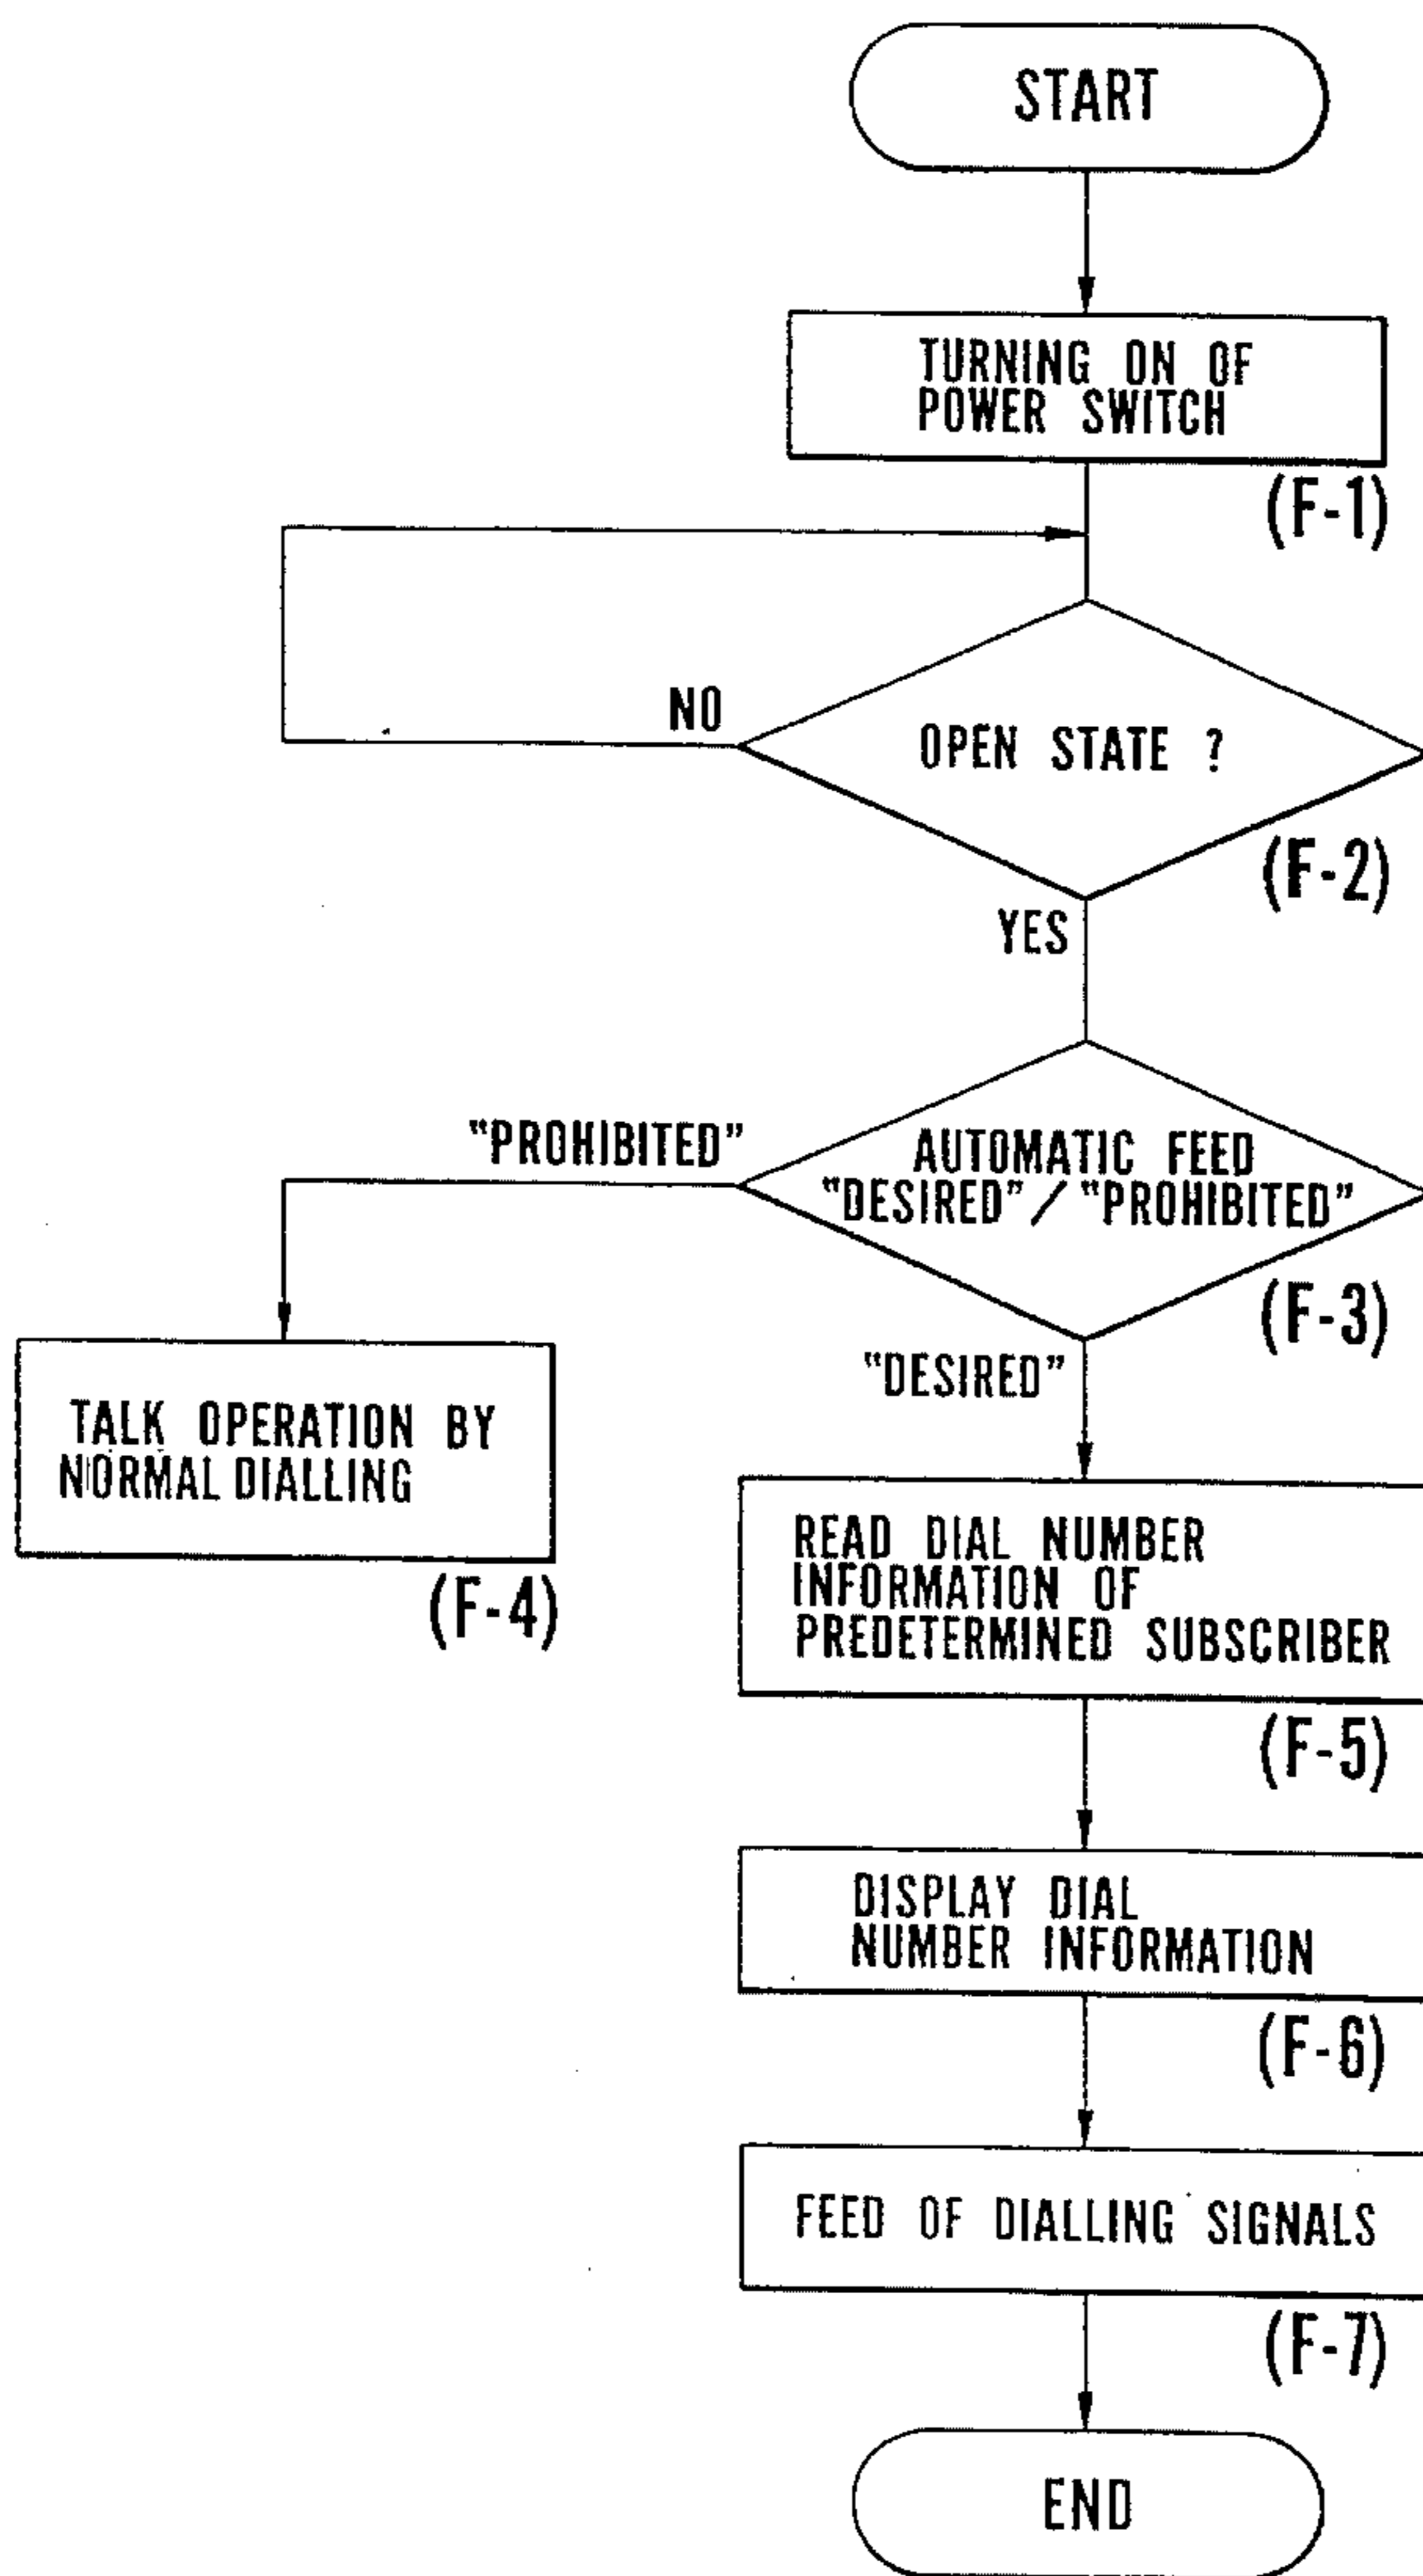 START
TURNING ON OF
POWER SWITCH
(F-1)
NO
OPEN STATE ?
(F-2)
YES
"PROHIBITED"
AUTOMATIC FEED
"DESIRED"/"PROHIBITED"
(F-3)
"DESIRED"
TALK OPERATION BY
NORMAL DIALLING
(F-4)
READ DIAL NUMBER
INFORMATION OF
PREDETERMINED SUBSCRIBER
(F-5)
DISPLAY DIAL
NUMBER INFORMATION
(F-6)
FEED OF DIALLING SIGNALS
(F-7)
END